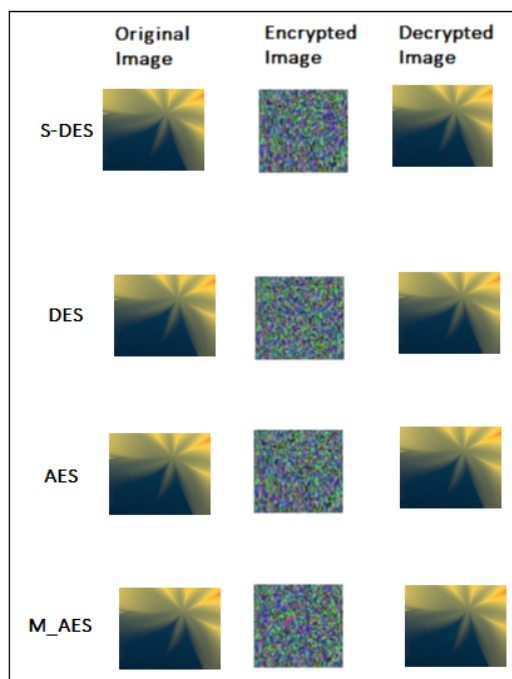 Original
Image
Encrypted
Image
Decrypted
Image
S-DES
DES
AES
M_AES